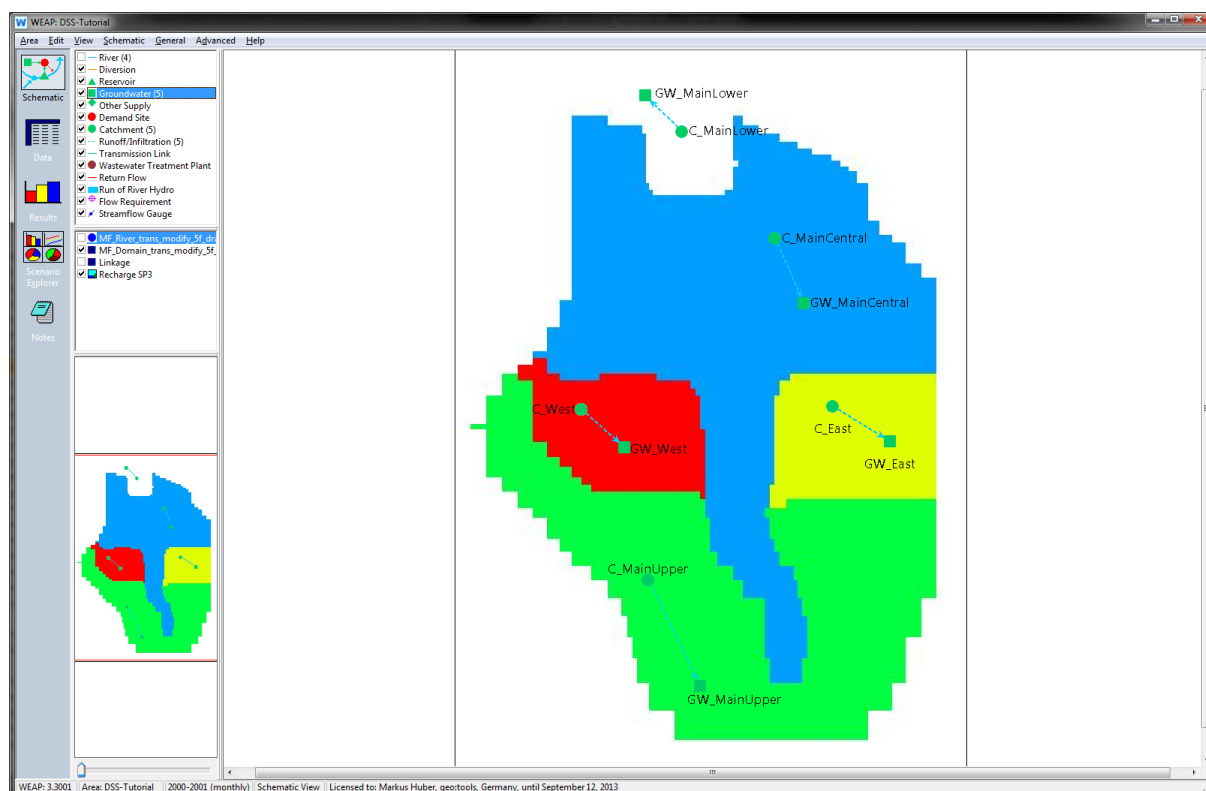 WEAP: DSS-Tutorial
Area Edit View Schematic General Advanced Help
Schematic
Data
Results
Scenario
Explorer
Notes
River (4)
Diversion
Reservoir
Groundwater (5)
Other Supply
Demand Site
Catchment (5)
Runoff/Infiltration (5)
Transmission Link
Wastewater Treatment Plant
Return Flow
Run of River Hydro
Flow Requirement
Streamflow Gauge
MF_River_trans_modify_5f_dra
MF_Domain_trans_modify_5f_
Linkage
Recharge SP3
GW_MainLower
C_MainLower
C_MainCentral
GW_MainCentral
C_West
GW_West
C_East
GW_East
C_MainUpper
GW_MainUpper
WEAP: 3.3001 Area: DSS-Tutorial 2000-2001 (monthly) Schematic View Licensed to: Markus Huber, geo:tools, Germany, until September 12, 2013